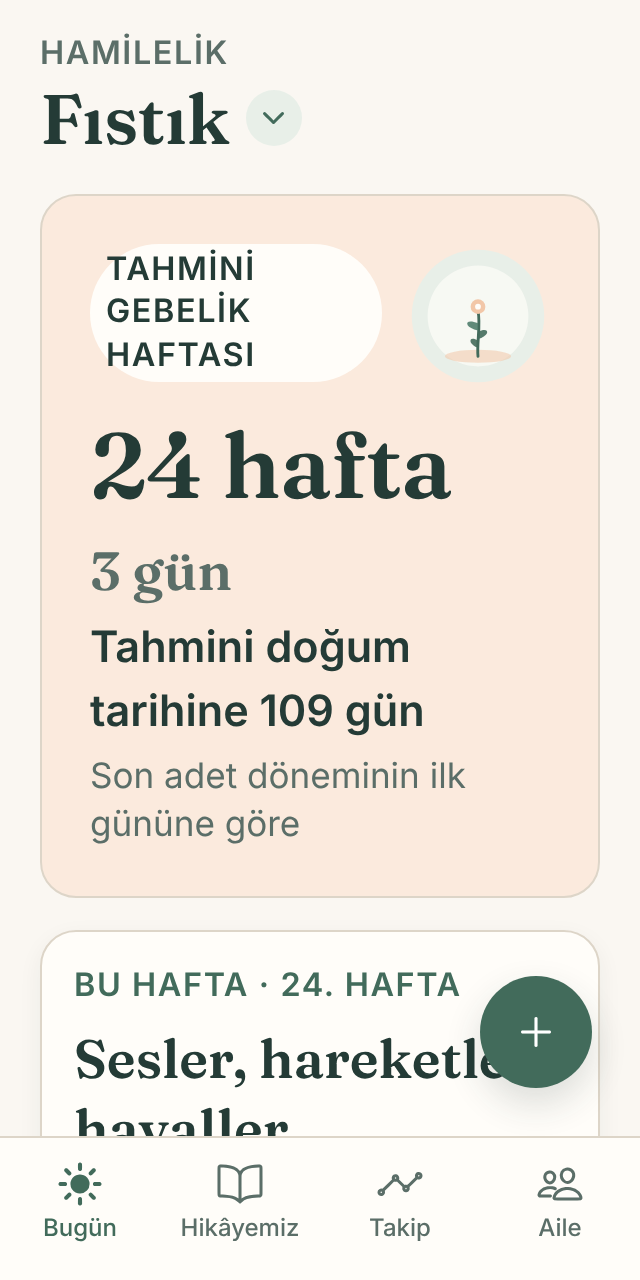 HAMİLELİK
Fıstık
TAHMİNİ
GEBELİK
HAFTASI
24 hafta
3 gün
Tahmini doğum
tarihine 109 gün
Son adet döneminin ilk
gününe göre
BU HAFTA · 24. HAFTA
Sesler, hareketle
hayaller
Bugün
Hikâyemiz
Takip
Aile